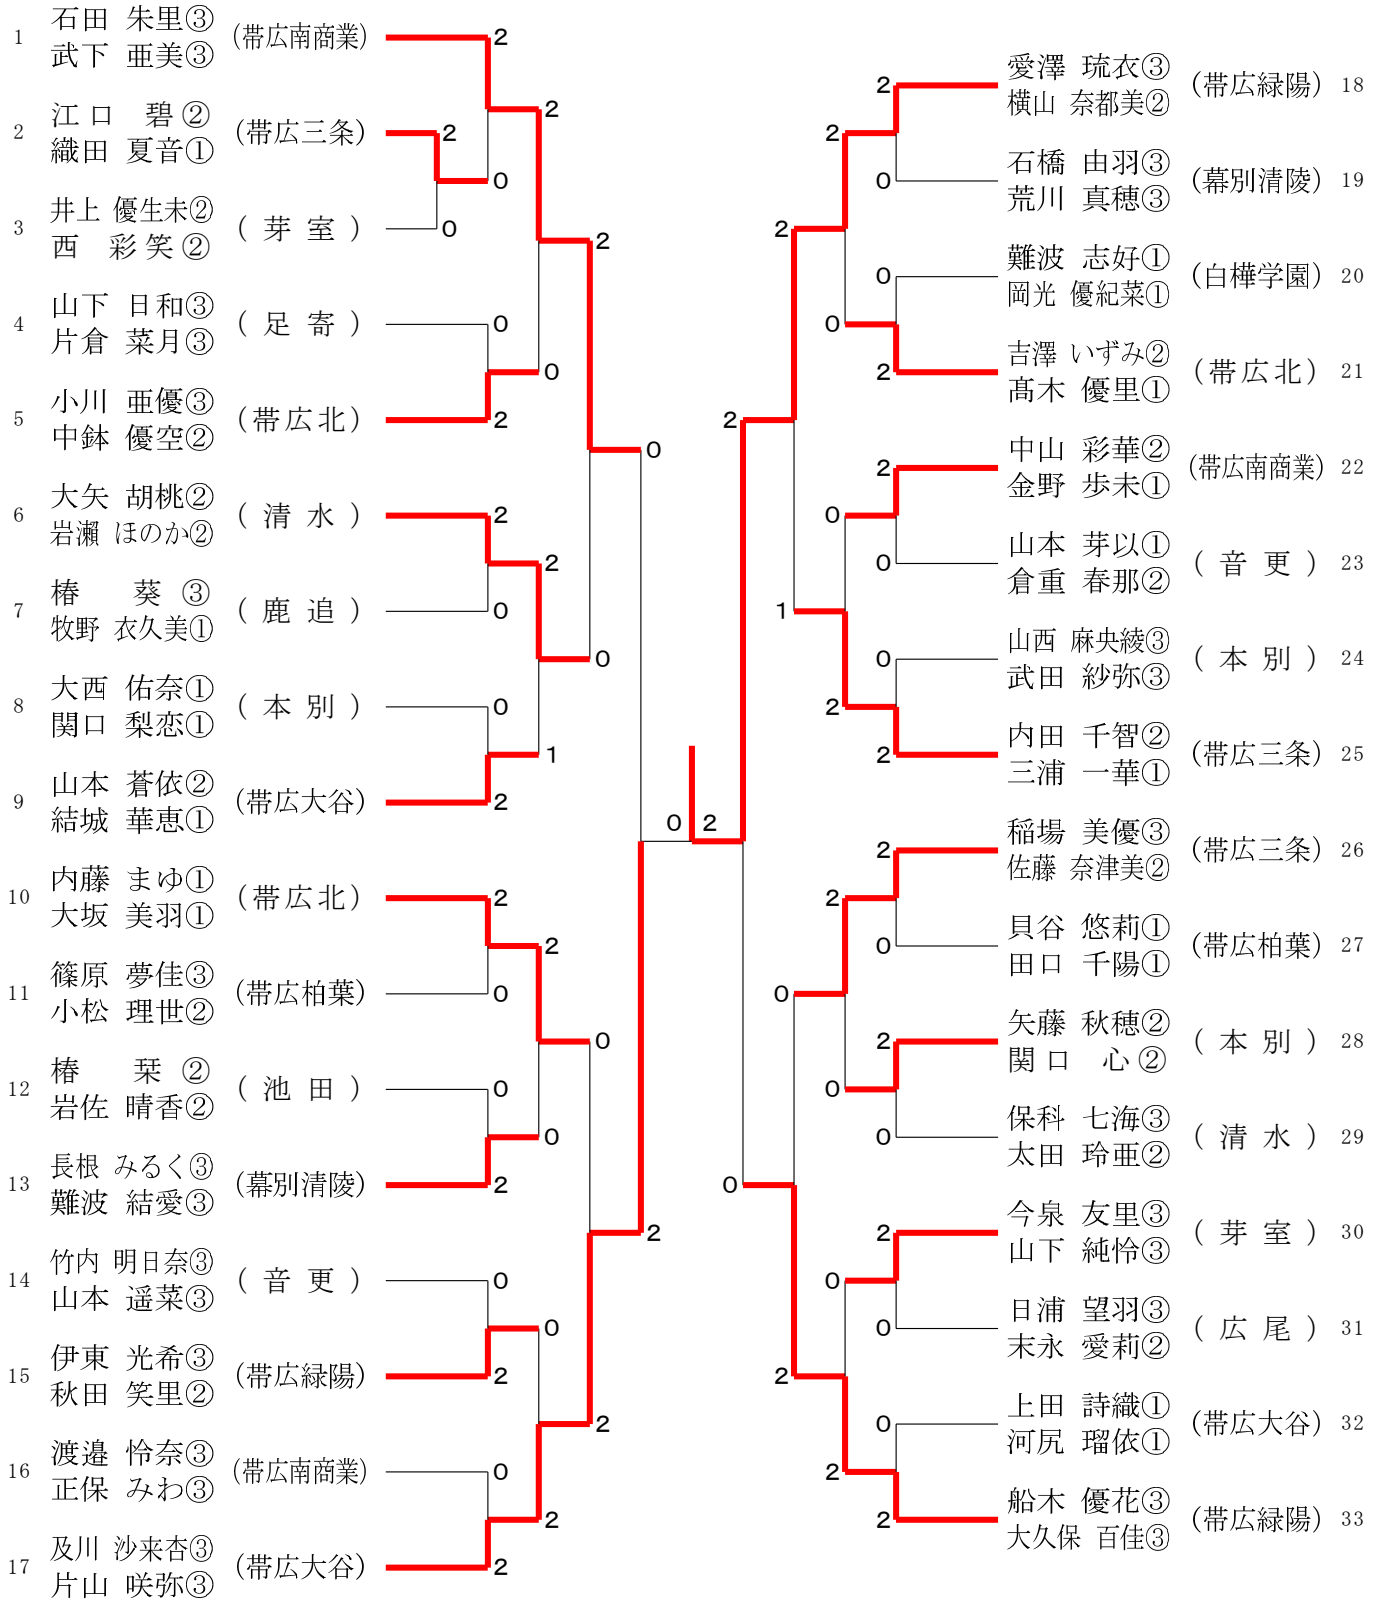 1 石田 朱里③ (帯広南商業) 2
武下 亜美③
2 江口 碧② (帯広三条) 2
織田 夏音①
3 井上 優生未② (芽室) 0
西 彩笑②
4 山下 日和③ (足寄) 0
片倉 菜月③
5 小川 亜優③ (帯広北) 2
中鉢 優空②
6 大矢 胡桃② (清水) 2
岩瀬 ほのか②
7 椿 葵③ (鹿追) 0
牧野 衣久美①
8 大西 佑奈① (本別) 0
関口 梨恋①
9 山本 蒼依② (帯広大谷) 2
結城 華恵①
10 内藤 まゆ① (帯広北) 2
大坂 美羽①
11 篠原 夢佳③ (帯広柏葉) 0
小松 理世②
12 椿 栞② (池田) 0
岩佐 晴香②
13 長根 みるく③ (幕別清陵) 2
難波 結愛③
14 竹内 明日奈③ (音更) 0
山本 遥菜③
15 伊東 光希③ (帯広緑陽) 2
秋田 笑里②
16 渡邉 怜奈③ (帯広南商業) 0
正保 みわ③
17 及川 沙来杏③ (帯広大谷) 2
片山 咲弥③
2
0
0
2
1
2
0
0
2
2
0
0
2
0
2
0 2
2
0
2
1
0
2
2
0
0
2
2
0
0
2
2 愛澤 琉衣③ (帯広緑陽) 18
横山 奈都美②
0 石橋 由羽③ (幕別清陵) 19
荒川 真穂③
0 難波 志好① (白樺学園) 20
岡光 優紀菜①
2 吉澤 いずみ② (帯広北) 21
髙木 優里①
2 中山 彩華② (帯広南商業) 22
金野 歩未①
0 山本 芽以① (音更) 23
倉重 春那②
0 山西 麻央綾③ (本別) 24
武田 紗弥③
2 内田 千智② (帯広三条) 25
三浦 一華①
2 稲場 美優③ (帯広三条) 26
佐藤 奈津美②
0 貝谷 悠莉① (帯広柏葉) 27
田口 千陽①
2 矢藤 秋穂② (本別) 28
関口 心②
0 保科 七海③ (清水) 29
太田 玲亜②
2 今泉 友里③ (芽室) 30
山下 純怜③
0 日浦 望羽③ (広尾) 31
末永 愛莉②
0 上田 詩織① (帯広大谷) 32
河尻 瑠依①
2 船木 優花③ (帯広緑陽) 33
大久保 百佳③